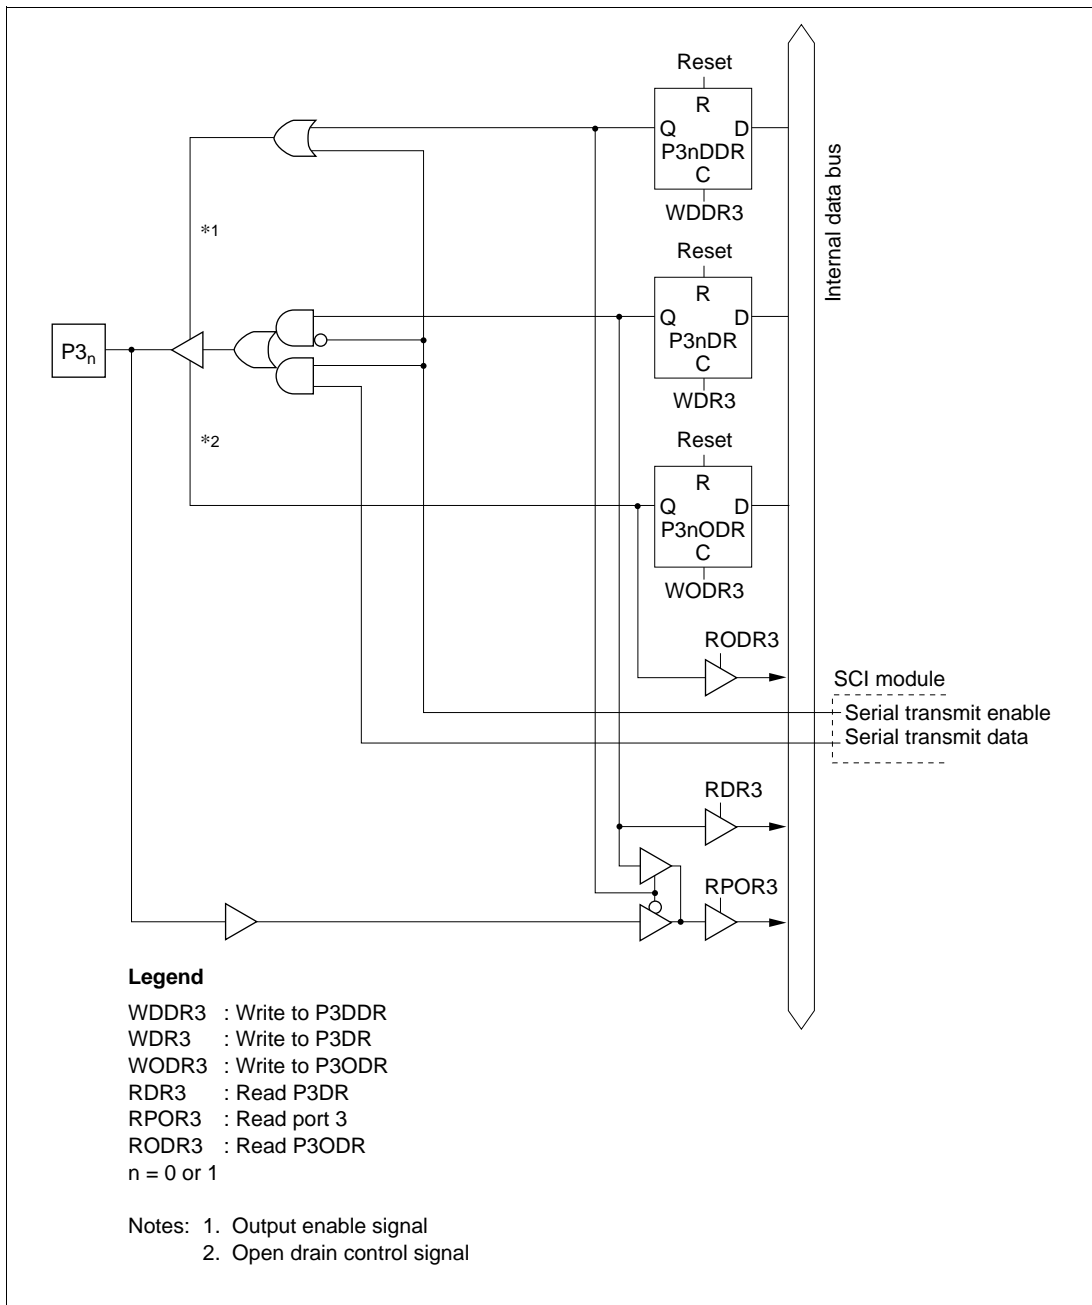 Reset
R
Q D
P3nDDR
C
WDDR3
Internal data bus
*1
Reset
R
Q D
P3nDR
C
WDR3
P3n
*2
Reset
R
Q D
P3nODR
C
WODR3
RODR3
SCI module
Serial transmit enable
Serial transmit data
RDR3
RPOR3
Legend
WDDR3 : Write to P3DDR
WDR3 : Write to P3DR
WODR3 : Write to P3ODR
RDR3 : Read P3DR
RPOR3 : Read port 3
RODR3 : Read P3ODR
n = 0 or 1
Notes: 1. Output enable signal
2. Open drain control signal